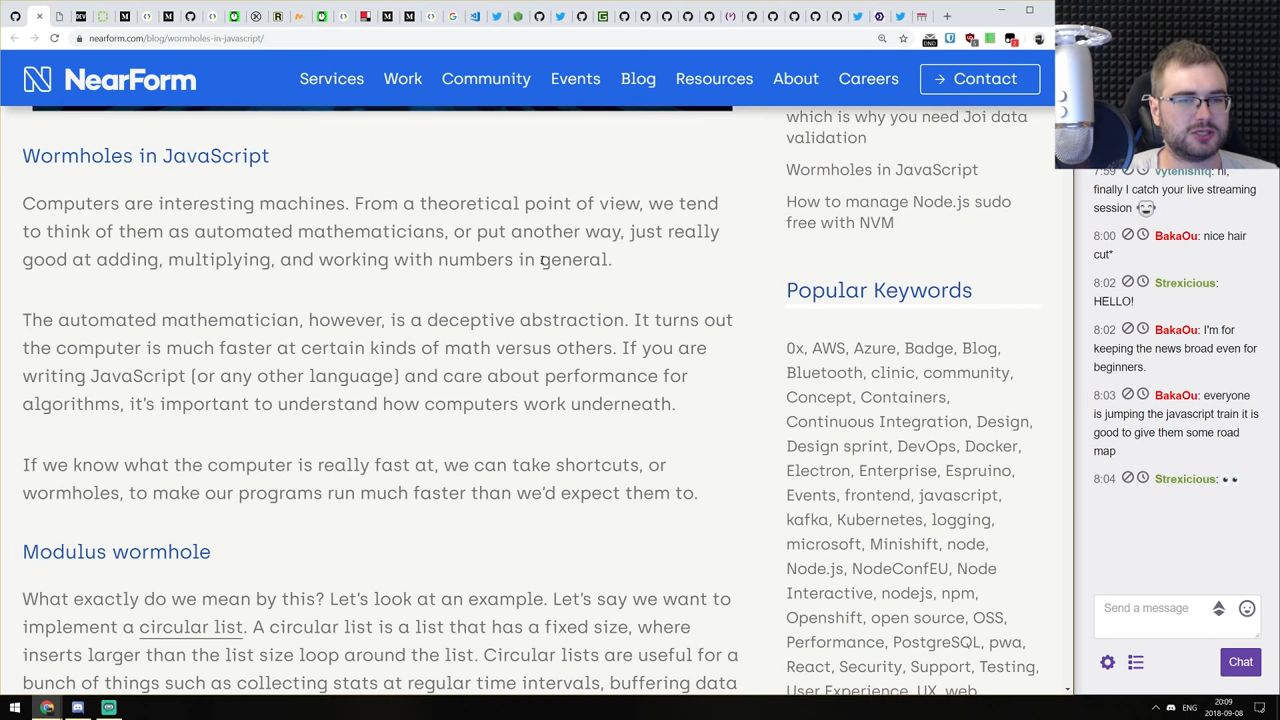 nearform.com/blog/wormholes-in-javascript/
NearForm
Services
Work
Community
Events
Blog
Resources
About
Careers
→ Contact
Wormholes in JavaScript
Computers are interesting machines. From a theoretical point of view, we tend
to think of them as automated mathematicians, or put another way, just really
good at adding, multiplying, and working with numbers in general.
The automated mathematician, however, is a deceptive abstraction. It turns out
the computer is much faster at certain kinds of math versus others. If you are
writing JavaScript (or any other language) and care about performance for
algorithms, it’s important to understand how computers work underneath.
If we know what the computer is really fast at, we can take shortcuts, or
wormholes, to make our programs run much faster than we’d expect them to.
Modulus wormhole
What exactly do we mean by this? Let’s look at an example. Let’s say we want to
implement a circular list. A circular list is a list that has a fixed size, where
inserts larger than the list size loop around the list. Circular lists are useful for a
bunch of things such as collecting stats at regular time intervals, buffering data
which is why you need Joi data
validation
Wormholes in JavaScript
How to manage Node.js sudo
free with NVM
Popular Keywords
0x, AWS, Azure, Badge, Blog,
Bluetooth, clinic, community,
Concept, Containers,
Continuous Integration, Design,
Design sprint, DevOps, Docker,
Electron, Enterprise, Espruino,
Events, frontend, javascript,
kafka, Kubernetes, logging,
microsoft, Minishift, node,
Node.js, NodeConfEU, Node
Interactive, nodejs, npm,
Openshift, open source, OSS,
Performance, PostgreSQL, pwa,
React, Security, Support, Testing,
User Experience, UX, web
7:59 vytenisnfq: hi,
finally I catch your live streaming
session
8:00 BakaOu: nice hair
cut*
8:02 Strexicious:
HELLO!
8:02 BakaOu: I'm for
keeping the news broad even for
beginners.
8:03 BakaOu: everyone
is jumping the javascript train it is
good to give them some road
map
8:04 Strexicious:
Send a message
Chat
ENG
20:09
2018-09-08